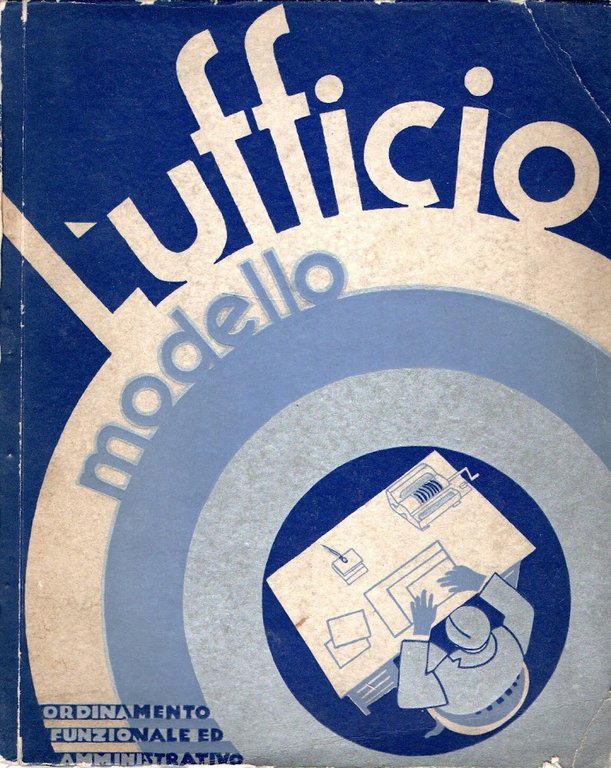 L'ufficio
modello
ORDINAMENTO
FUNZIONALE ED
AMMINISTRATIVO